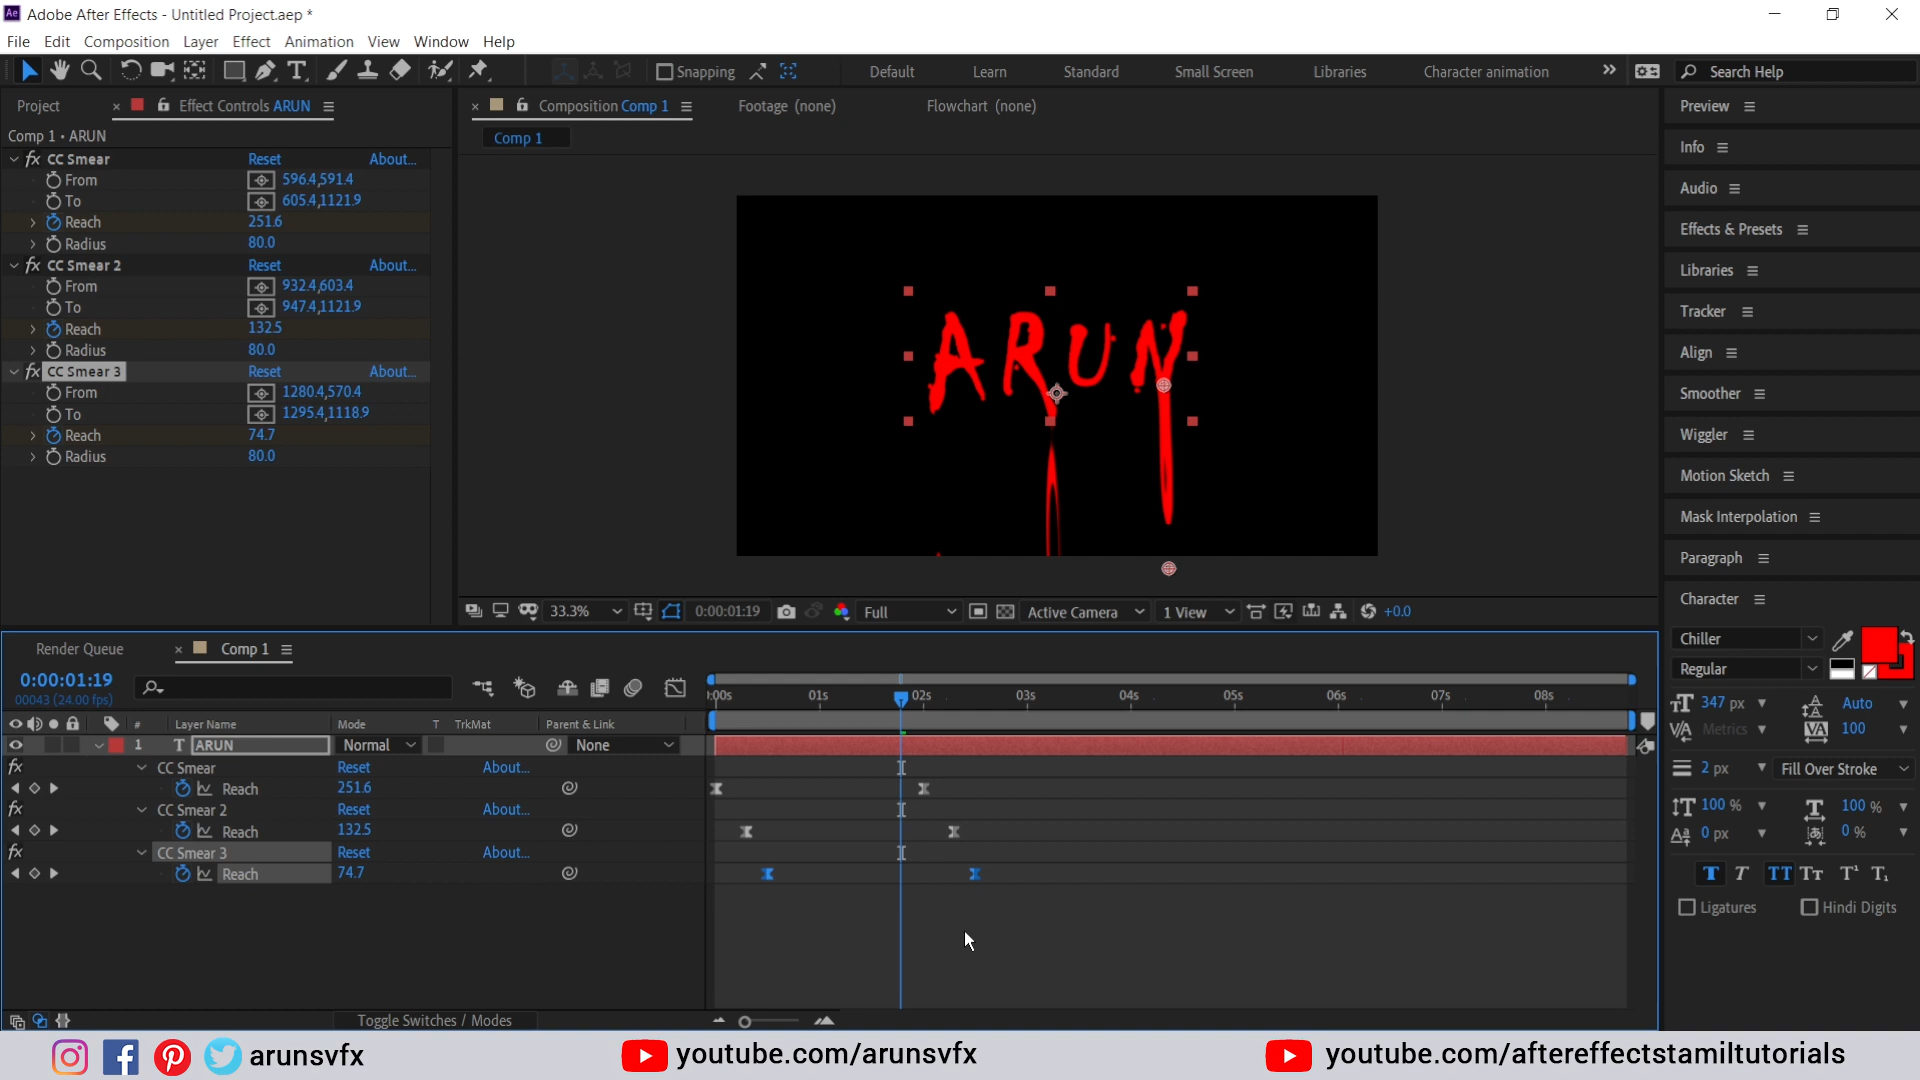 Ae Adobe After Effects - Untitled Project.aep *
File Edit Composition Layer Effect Animation View Window Help
Snapping Default Learn Standard Small Screen Libraries Character animation Search Help
Project Effect Controls ARUN
Comp 1 • ARUN
fx CC Smear Reset About...
From 596.4,591.4
To 605.4,1121.9
Reach 251.6
Radius 80.0
fx CC Smear 2 Reset About...
From 932.4,603.4
To 947.4,1121.9
Reach 132.5
Radius 80.0
fx CC Smear 3 Reset About...
From 1280.4,570.4
To 1295.4,1118.9
Reach 74.7
Radius 80.0
Composition Comp 1 Footage (none) Flowchart (none)
Comp 1
ARUN
33.3% 0:00:01:19 Full Active Camera 1 View +0.0
Preview
Info
Audio
Effects & Presets
Libraries
Tracker
Align
Smoother
Wiggler
Motion Sketch
Mask Interpolation
Paragraph
Character
Chiller
Regular
347 px Auto
Metrics 100
2 px Fill Over Stroke
100 % 100 %
0 px 0 %
T T TT Tт T¹ T₁
Ligatures Hindi Digits
Render Queue Comp 1
0:00:01:19
00043 (24.00 fps)
):00s 01s 02s 03s 04s 05s 06s 07s 08s
# Layer Name Mode T TrkMat Parent & Link
1 T ARUN Normal None
fx CC Smear Reset About...
Reach 251.6
fx CC Smear 2 Reset About...
Reach 132.5
fx CC Smear 3 Reset About...
Reach 74.7
Toggle Switches / Modes
arunsvfx youtube.com/arunsvfx youtube.com/aftereffectstamiltutorials